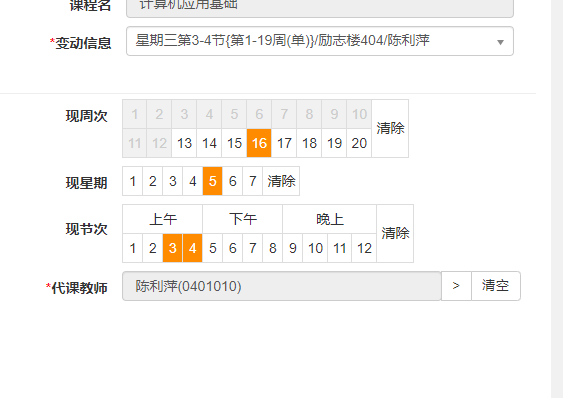 课程名 计算机应用基础
*变动信息 星期三第3-4节{第1-19周(单)}/励志楼404/陈利萍
现周次 1 2 3 4 5 6 7 8 9 10 清除
11 12 13 14 15 16 17 18 19 20
现星期 1 2 3 4 5 6 7 清除
现节次 上午 下午 晚上 清除
1 2 3 4 5 6 7 8 9 10 11 12
*代课教师 陈利萍(0401010) > 清空